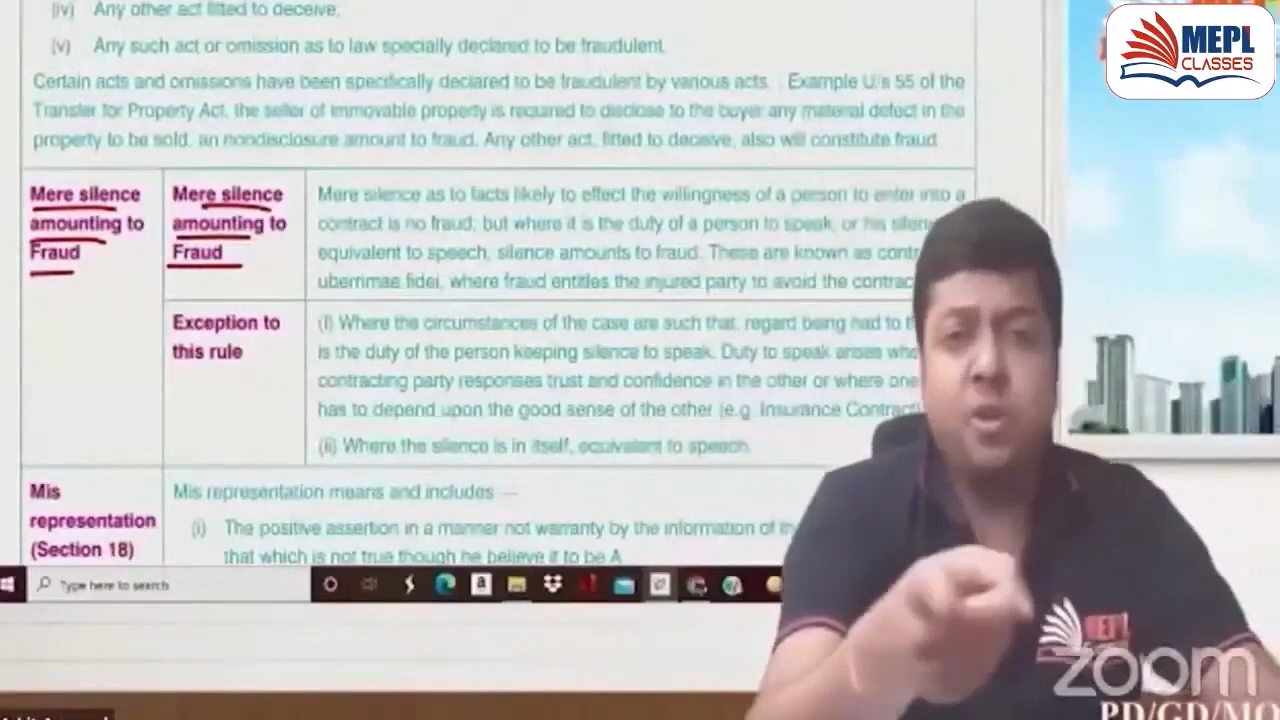 (iv) Any other act fitted to deceive;
(v) Any such act or omission as to law specially declared to be fraudulent.
Certain acts and omissions have been specifically declared to be fraudulent by various acts. Example U/s 55 of the
Transfer for Property Act, the seller of immovable property is required to disclose to the buyer any material defect in the
property to be sold, an nondisclosure amount to fraud. Any other act, fitted to deceive, also will constitute fraud.
Mere silence
amounting to
Fraud
Mere silence
amounting to
Fraud
Mere silence as to facts likely to effect the willingness of a person to enter into a
contract is no fraud; but where it is the duty of a person to speak, or his
equivalent to speech, silence amounts to fraud. These are known as
uberrimae fidei, where fraud entitles the injured party to avoid the
Exception to
this rule
(i) Where the circumstances of the case are such that, regard being had to
is the duty of the person keeping silence to speak. Duty to speak arises
contracting party responses trust and confidence in the other or where one
has to depend upon the good sense of the other (e.g. Insurance
(ii) Where the silence is in itself, equivalent to speech.
Mis
representation
(Section 18)
Mis representation means and includes —
(i) The positive assertion in a manner not warranty by the information of
that which is not true though he believe it to be A
Type here to search
MEPL
CLASSES
MEPL
zoom